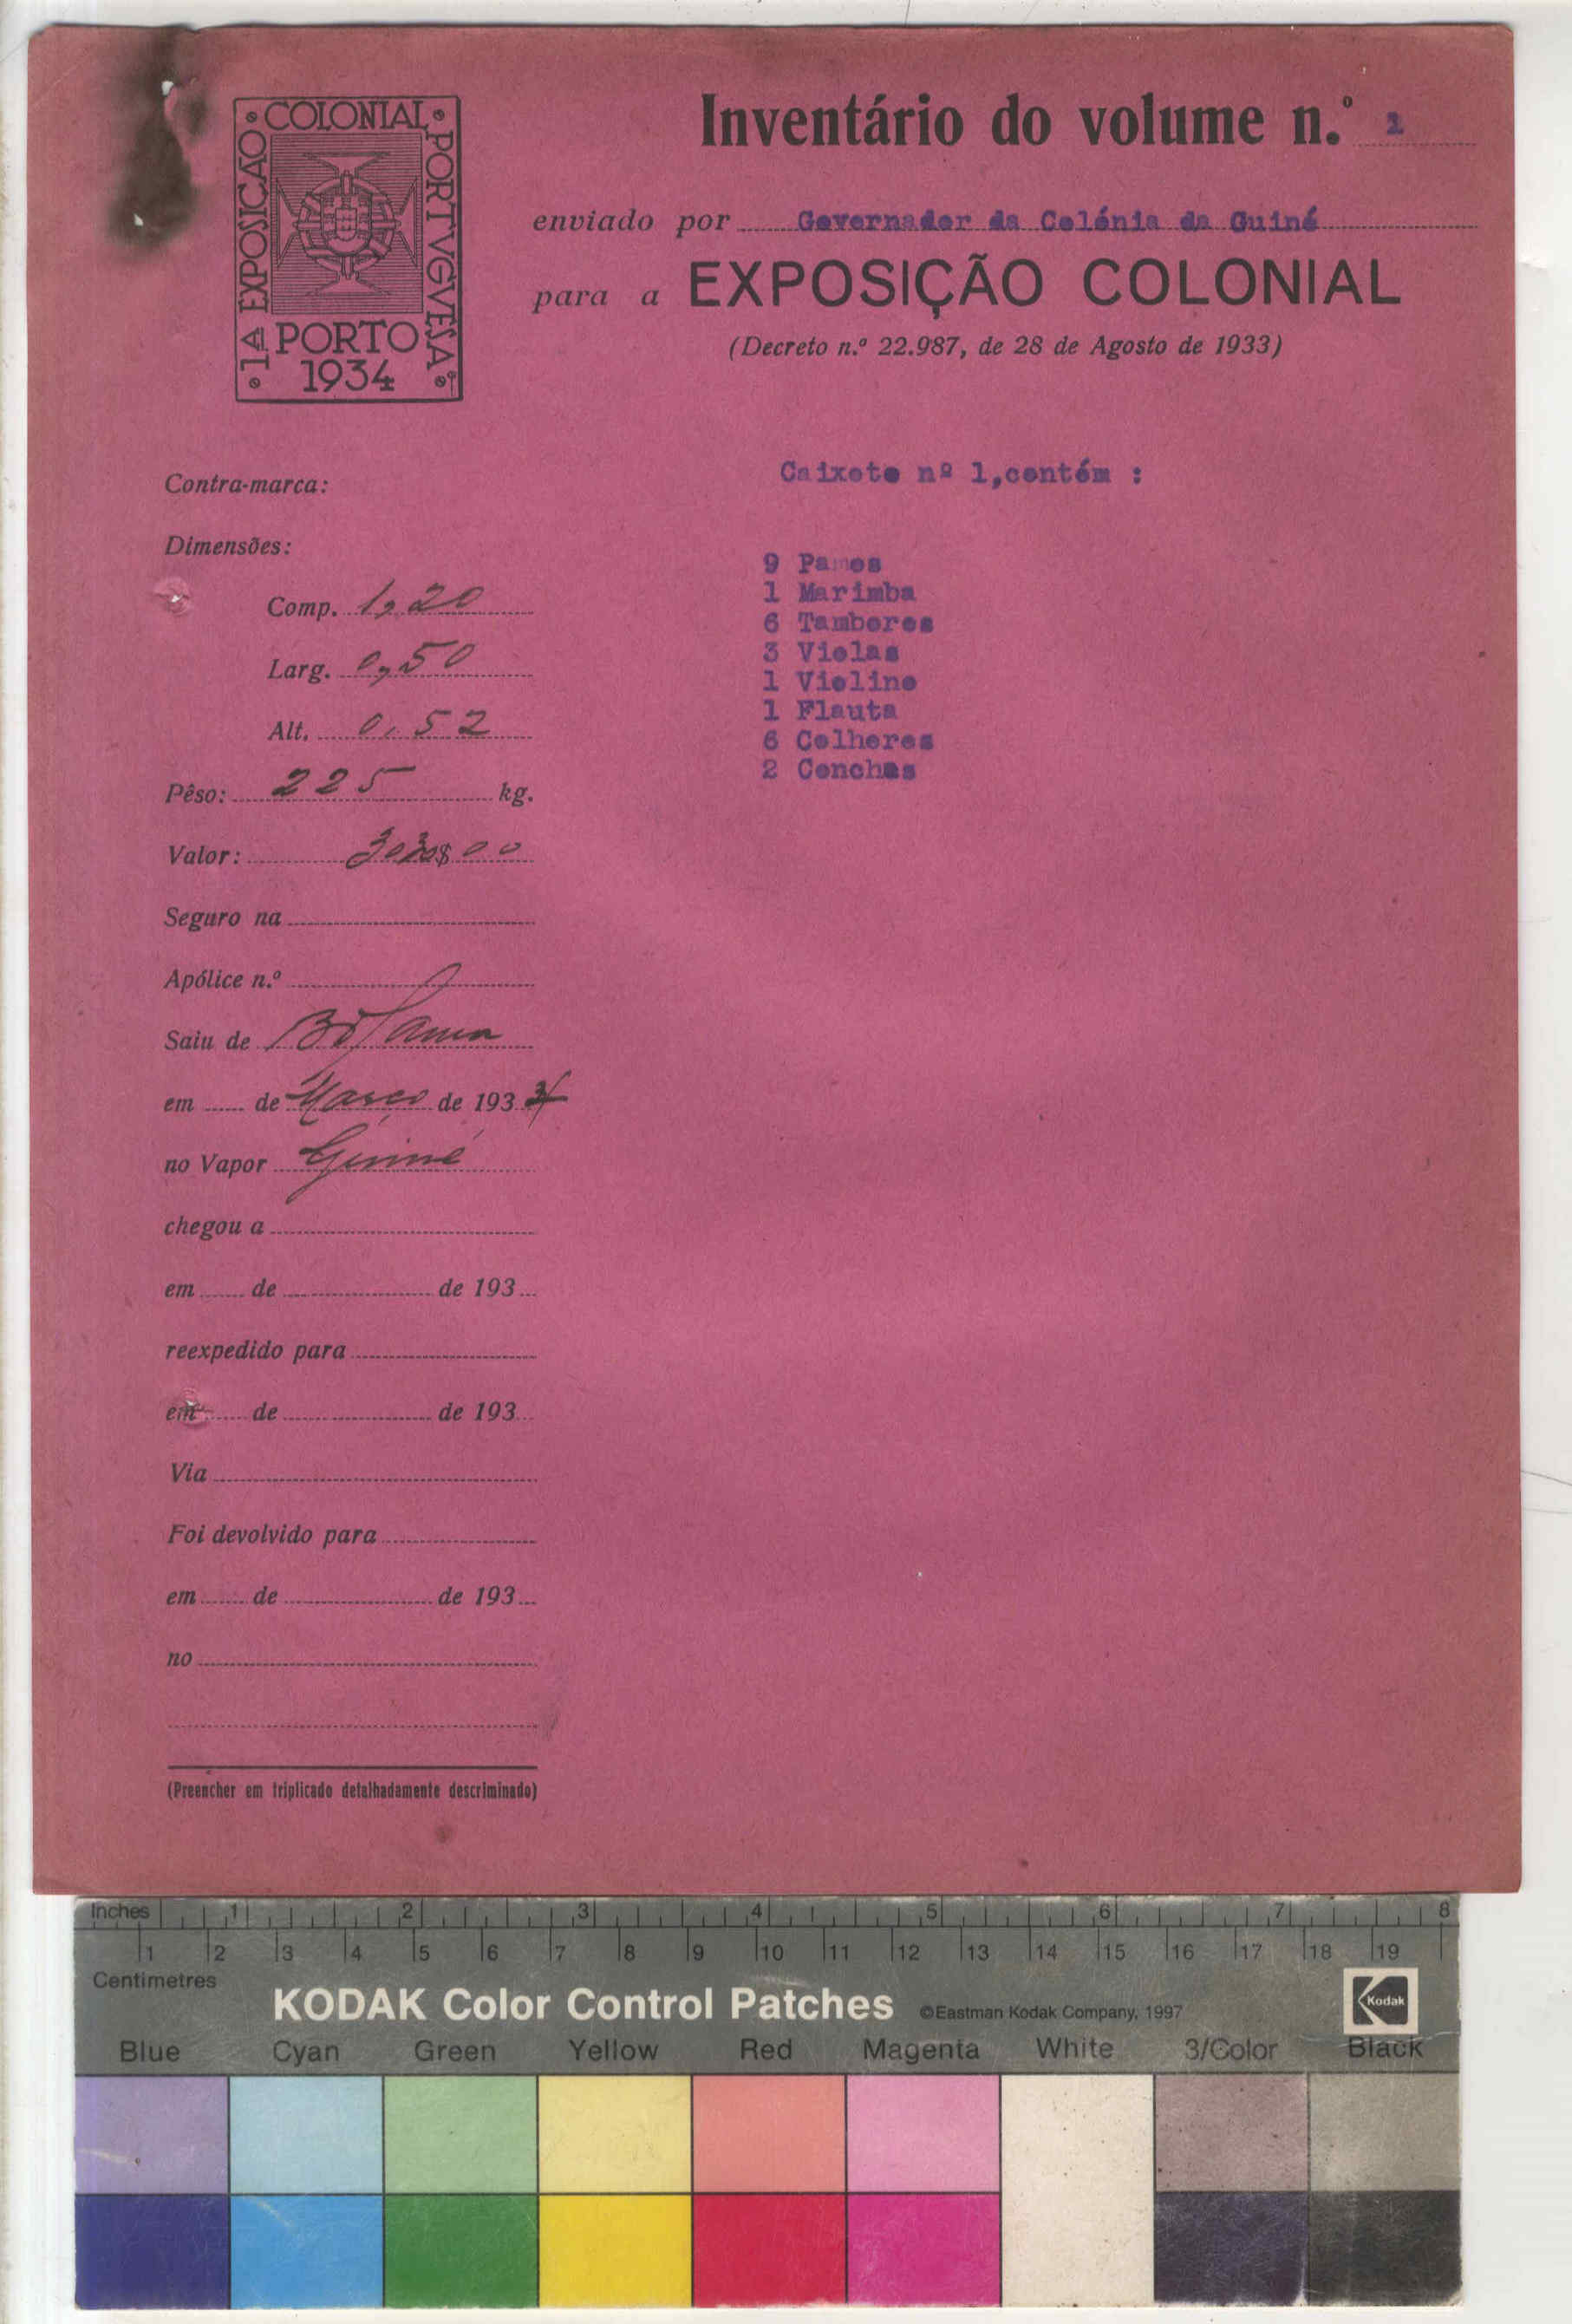 Inventário do volume n.º 1
enviado por Governador da Colónia da Guiné
para a EXPOSIÇÃO COLONIAL
(Decreto n.º 22.987, de 28 de Agosto de 1933)
1A EXPOSICAO COLONIAL PORTVGVESA
PORTO
1934
Contra-marca:
Dimensões:
Comp. 1,20
Larg. 0,50
Alt. 0,52
Pêso: 225 kg.
Valor: $00
Seguro na
Apólice n.º
Saiu de Bolama
em de Março de 1934
no Vapor Guiné
chegou a
em de de 193
reexpedido para
em de de 193
Via
Foi devolvido para
em de de 193
no
(Preencher em triplicado detalhadamente descriminado)
Caixote nº 1,contém :
9 Panos
1 Marimba
6 Tambores
3 Violas
1 Violino
1 Flauta
6 Colheres
2 Conchas
Inches 1 2 3 4 5 6 7 8
1 2 3 4 5 6 7 8 9 10 11 12 13 14 15 16 17 18 19
Centimetres
KODAK Color Control Patches ©Eastman Kodak Company, 1997 Kodak
Blue Cyan Green Yellow Red Magenta White 3/Color Black